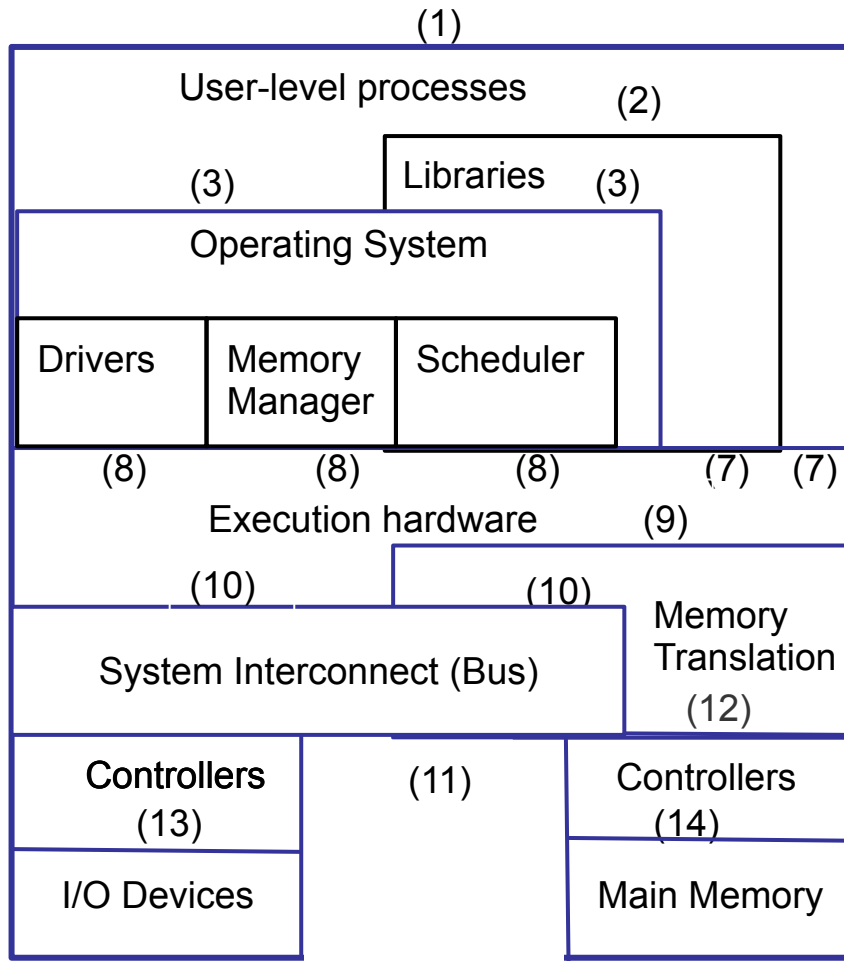 (1)
User-level processes
(2)
Libraries
(3)
(3)
Operating System
Drivers
Memory
Manager
Scheduler
(8)
(8)
(8)
(7)
(7)
Execution hardware
(9)
(10)
(10)
Memory
Translation
System Interconnect (Bus)
(12)
Controllers
(13)
(11)
Controllers
(14)
I/O Devices
Main Memory